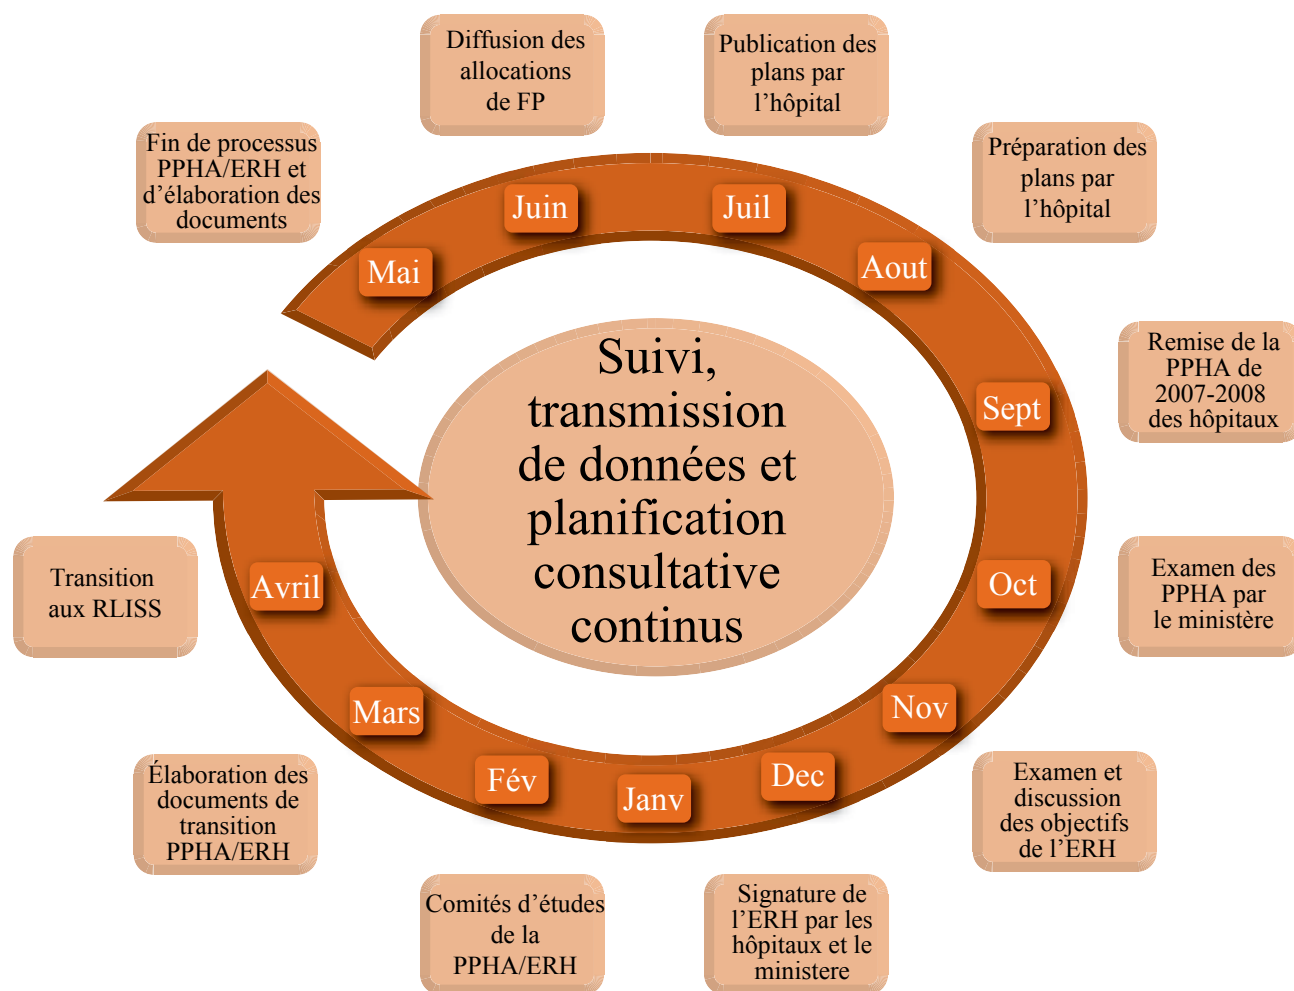 Diffusion des
allocations
de FP
Publication des
plans par
l’hôpital
Fin de processus
PPHA/ERH et
d’élaboration des
documents
Préparation des
plans par
l’hôpital
Juin
Juil
Mai
Aout
Remise de la
PPHA de
2007-2008
des hôpitaux
Sept
Suivi,
transmission
de données et
planification
consultative
continus
Transition
aux RLISS
Avril
Oct
Examen des
PPHA par
le ministère
Mars
Nov
Fév
Janv
Dec
Élaboration des
documents de
transition
PPHA/ERH
Examen et
discussion
des objectifs
de l’ERH
Comités d’études
de la
PPHA/ERH
Signature de
l’ERH par les
hôpitaux et le
ministere